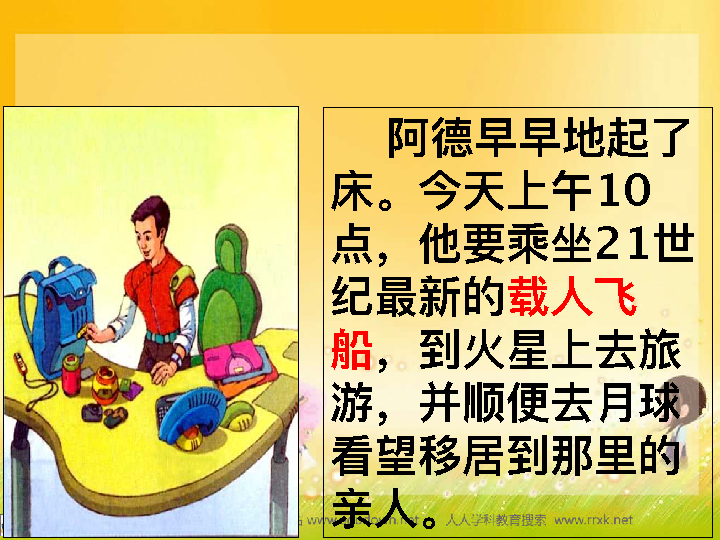 阿德早早地起了
床。今天上午10
点，他要乘坐21世
纪最新的载人飞
船，到火星上去旅
游，并顺便去月球
看望移居到那里的
亲人。
人人学科教育搜索 www.rrxk.net